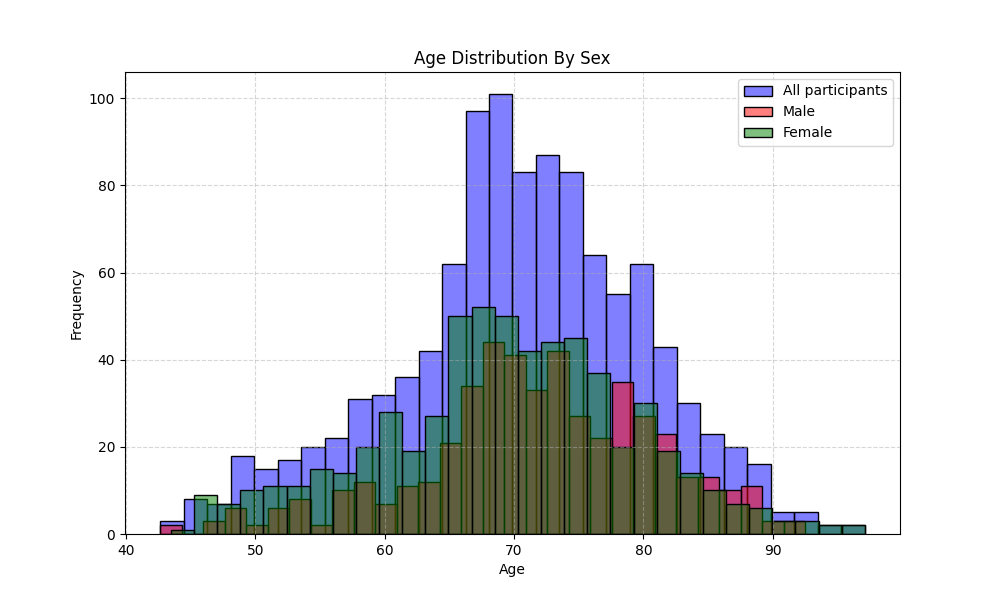 Age Distribution By Sex
All participants
Male
Female
100
80
60
40
20
0
Frequency
40 50 60 70 80 90
Age